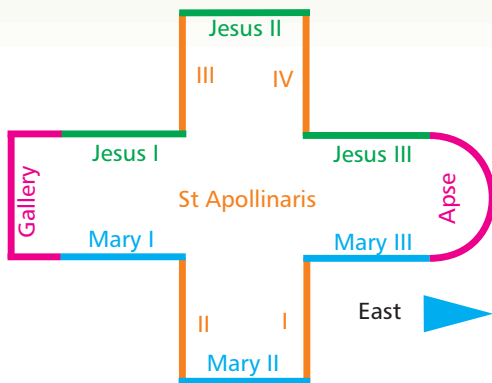 Jesus II
III
IV
Jesus I
Jesus III
Gallery
St Apollinaris
Apse
Mary I
Mary III
East
II
I
Mary II